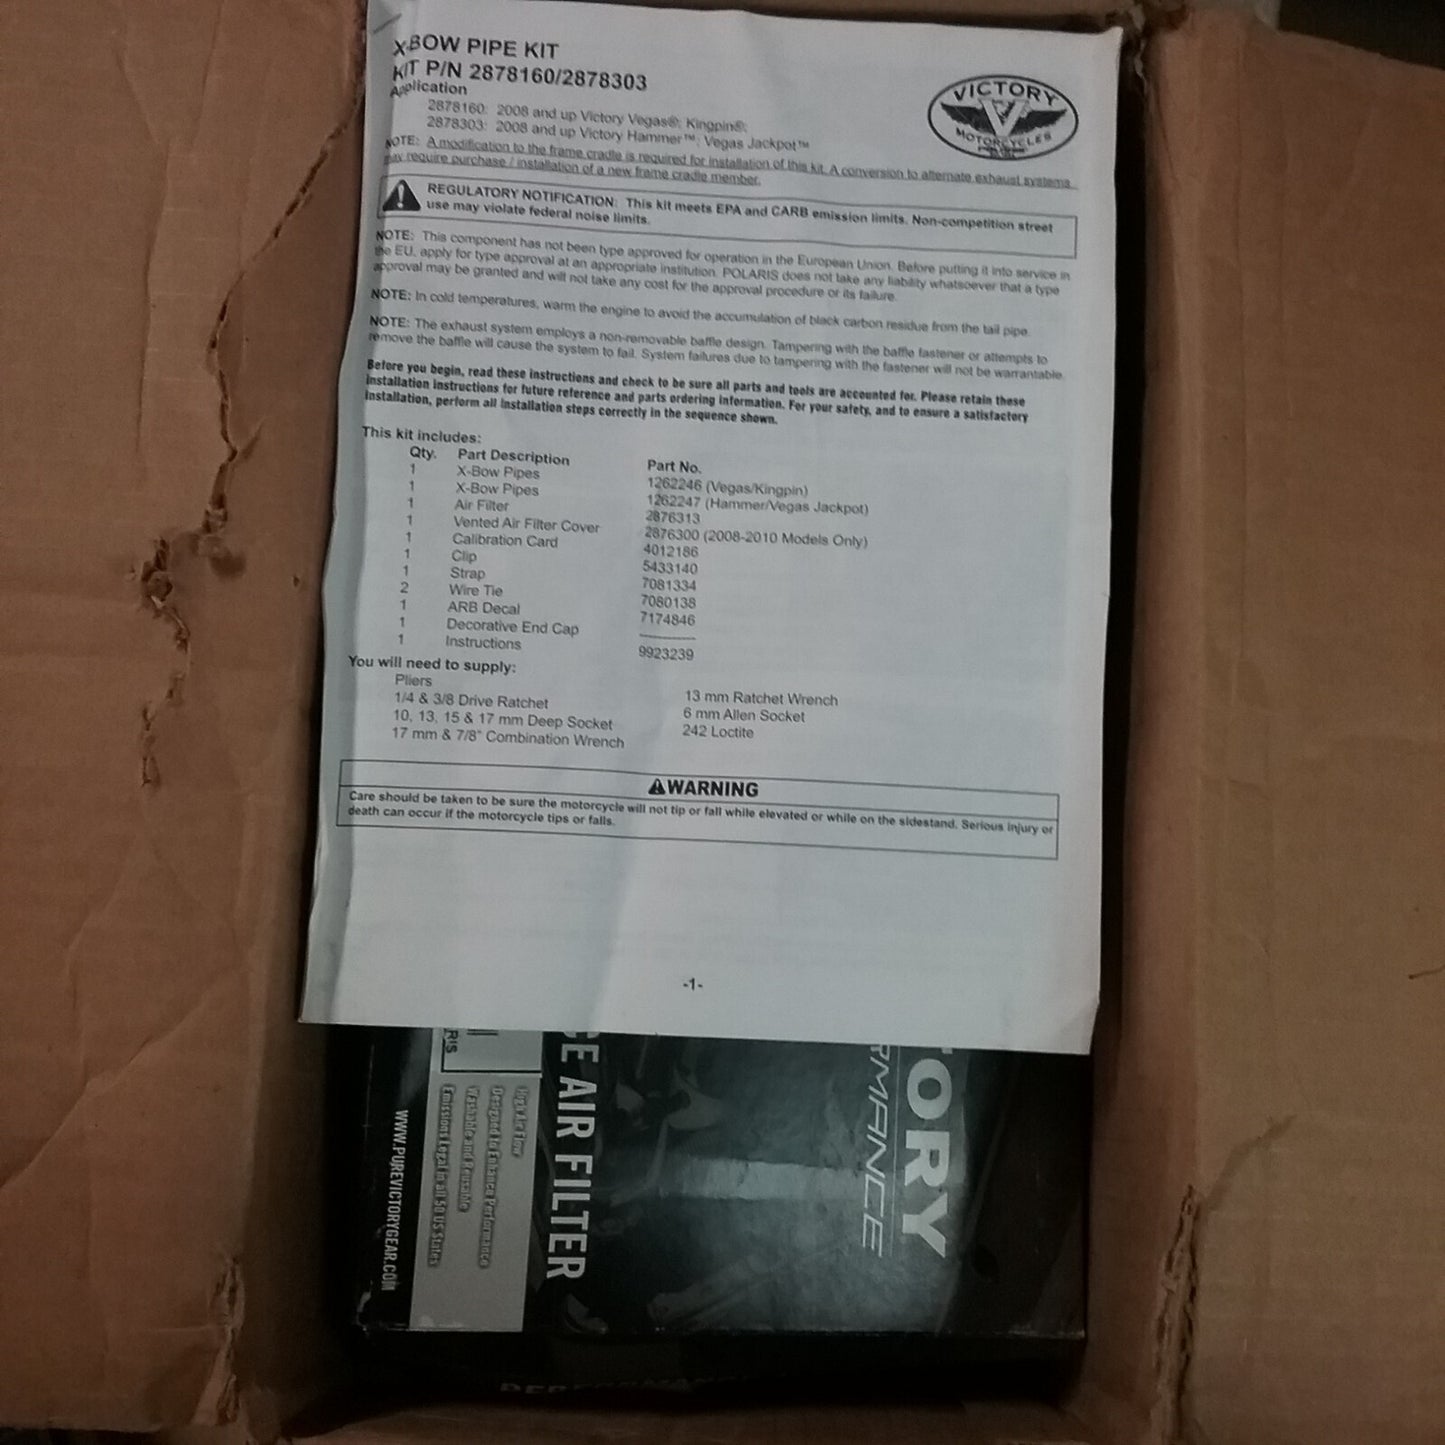 X-BOW PIPE KIT
KIT P/N 2878160/2878303
Application
2878160: 2008 and up Victory Vegas®; Kingpin®;
2878303: 2008 and up Victory Hammer™; Vegas Jackpot™
VICTORY
MOTORCYCLES
NOTE: A modification to the frame cradle is required for installation of this kit. A conversion to alternate exhaust systems
may require purchase / installation of a new frame cradle member.
REGULATORY NOTIFICATION: This kit meets EPA and CARB emission limits. Non-competition street
use may violate federal noise limits.
NOTE: This component has not been type approved for operation in the European Union. Before putting it into service in
the EU, apply for type approval at an appropriate institution. POLARIS does not take any liability whatsoever that a type
approval may be granted and will not take any cost for the approval procedure or its failure.
NOTE: In cold temperatures, warm the engine to avoid the accumulation of black carbon residue from the tail pipe.
NOTE: The exhaust system employs a non-removable baffle design. Tampering with the baffle fastener or attempts to
remove the baffle will cause the system to fail. System failures due to tampering with the fastener will not be warrantable.
Before you begin, read these instructions and check to be sure all parts and tools are accounted for. Please retain these
installation instructions for future reference and parts ordering information. For your safety, and to ensure a satisfactory
installation, perform all installation steps correctly in the sequence shown.
This kit includes:
Qty. Part Description Part No.
1 X-Bow Pipes 1262246 (Vegas/Kingpin)
1 X-Bow Pipes 1262247 (Hammer/Vegas Jackpot)
1 Air Filter 2876313
1 Vented Air Filter Cover 2876300 (2008-2010 Models Only)
1 Calibration Card 4012186
1 Clip 5433140
1 Strap 7081334
2 Wire Tie 7080138
1 ARB Decal 7174846
1 Decorative End Cap ————
1 Instructions 9923239
You will need to supply:
Pliers
1/4 & 3/8 Drive Ratchet
10, 13, 15 & 17 mm Deep Socket
17 mm & 7/8" Combination Wrench
13 mm Ratchet Wrench
6 mm Allen Socket
242 Loctite
WARNING
Care should be taken to be sure the motorcycle will not tip or fall while elevated or while on the sidestand. Serious injury or
death can occur if the motorcycle tips or falls.
-1-
TORY
RMANCE
CE AIR FILTER
High Air Flow
Designed to Enhance Performance
Washable and Reusable
Emissions Legal in all 50 US States
RIS
WWW.PUREVICTORYGEAR.COM